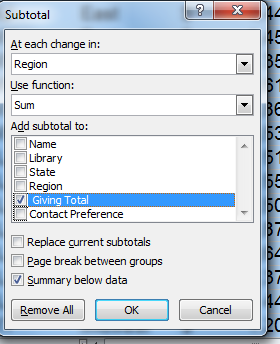 Subtotal
At each change in:
Region
Use function:
Sum
Add subtotal to:
Name
Library
State
Region
Giving Total
Contact Preference
Replace current subtotals
Page break between groups
Summary below data
Remove All OK Cancel